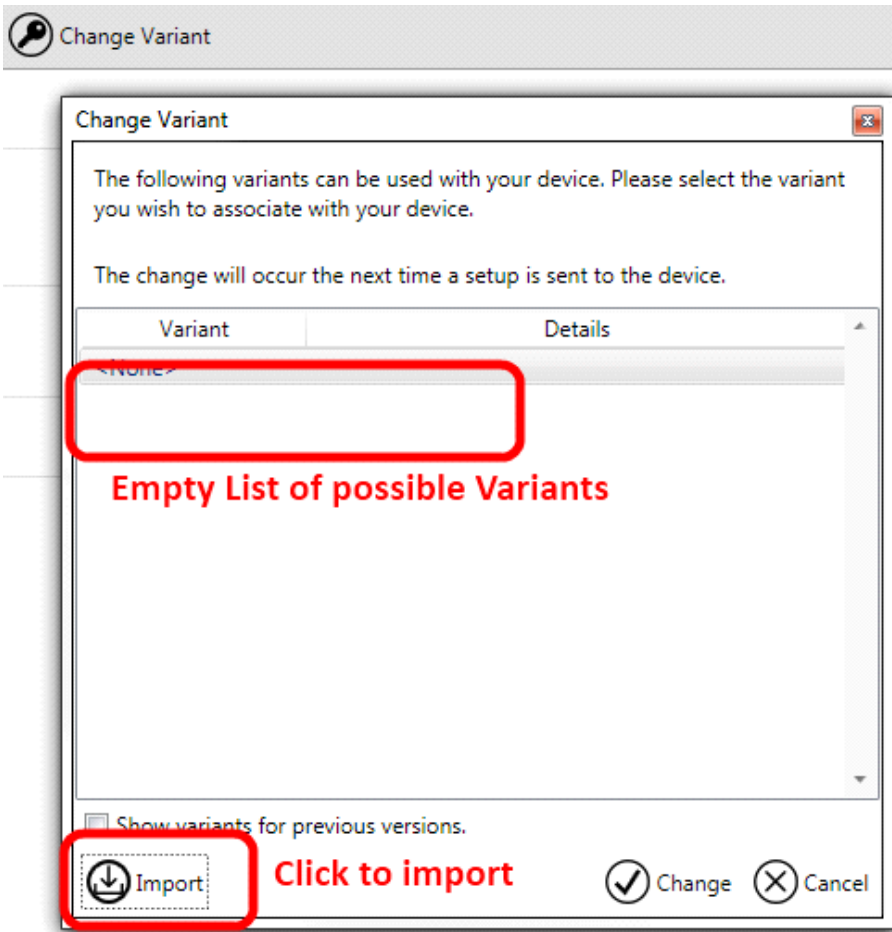 Change Variant
Change Variant
The following variants can be used with your device. Please select the variant
you wish to associate with your device.
The change will occur the next time a setup is sent to the device.
Variant Details
<None>
Empty List of possible Variants
Show variants for previous versions.
Import Click to import Change Cancel